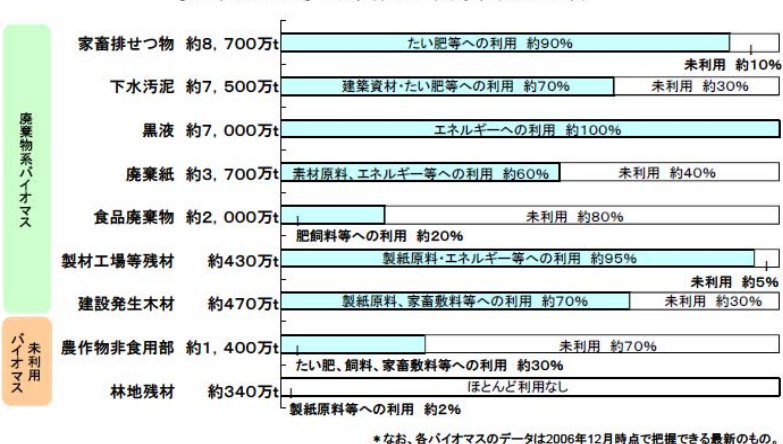 廃棄物系バイオマス
家畜排せつ物 約8,700万t
たい肥等への利用 約90%
未利用 約10%
下水汚泥 約7,500万t
建築資材・たい肥等への利用 約70%
未利用 約30%
黒液 約7,000万t
エネルギーへの利用 約100%
廃棄紙 約3,700万t
素材原料、エネルギー等への利用 約60%
未利用 約40%
食品廃棄物 約2,000万t
未利用 約80%
肥飼料等への利用 約20%
製材工場等残材 約430万t
製紙原料・エネルギー等への利用 約95%
未利用 約5%
建設発生木材 約470万t
製紙原料、家畜敷料等への利用 約70%
未利用 約30%
未利用
バイオマス
農作物非食用部 約1,400万t
未利用 約70%
たい肥、飼料、家畜敷料等への利用 約30%
林地残材 約340万t
ほとんど利用なし
製紙原料等への利用 約2%
*なお、各バイオマスのデータは2006年12月時点で把握できる最新のもの。